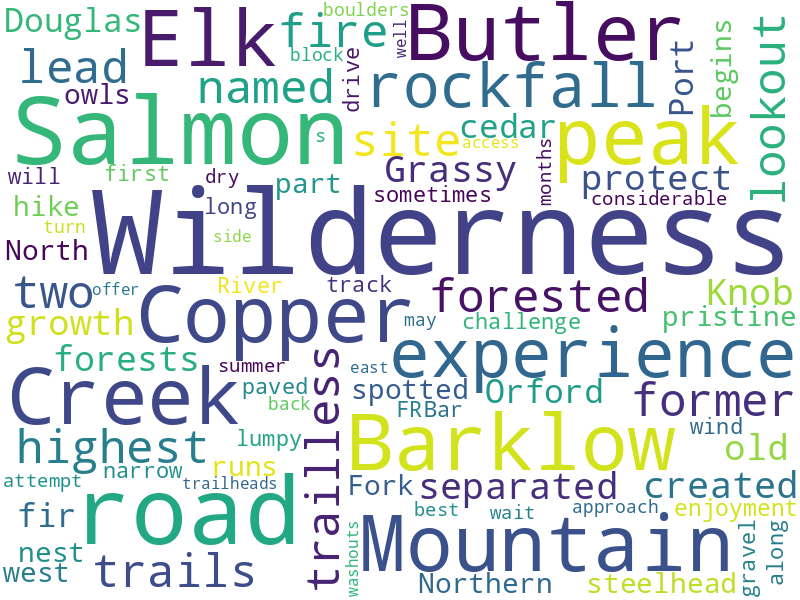 Douglas
Elk
fire
boulders
well
Butler
block
lead
owls
named
drive
rockfall
Port
begins
lookout
Salmon
s
site
cedar
access
peak
Grassy
months
protect
will
first
dry
part
sometimes
considerable
hike
long
turn
side
North
Wilderness
two
offer
River
track
forested
Knob
growth
Copper
may
challenge
pristine
forests
summer
east
experience
Creek
paved
back
spotted
Orford
former
FRBar
trailless
highest
lumpy
Barklow
wind
old
attempt
narrow
runs
trailheads
Fork
separated
created
fir
road
best
wait
approach
enjoyment
nest
west
trails
washouts
Mountain
Northern
steelhead
gravel
along